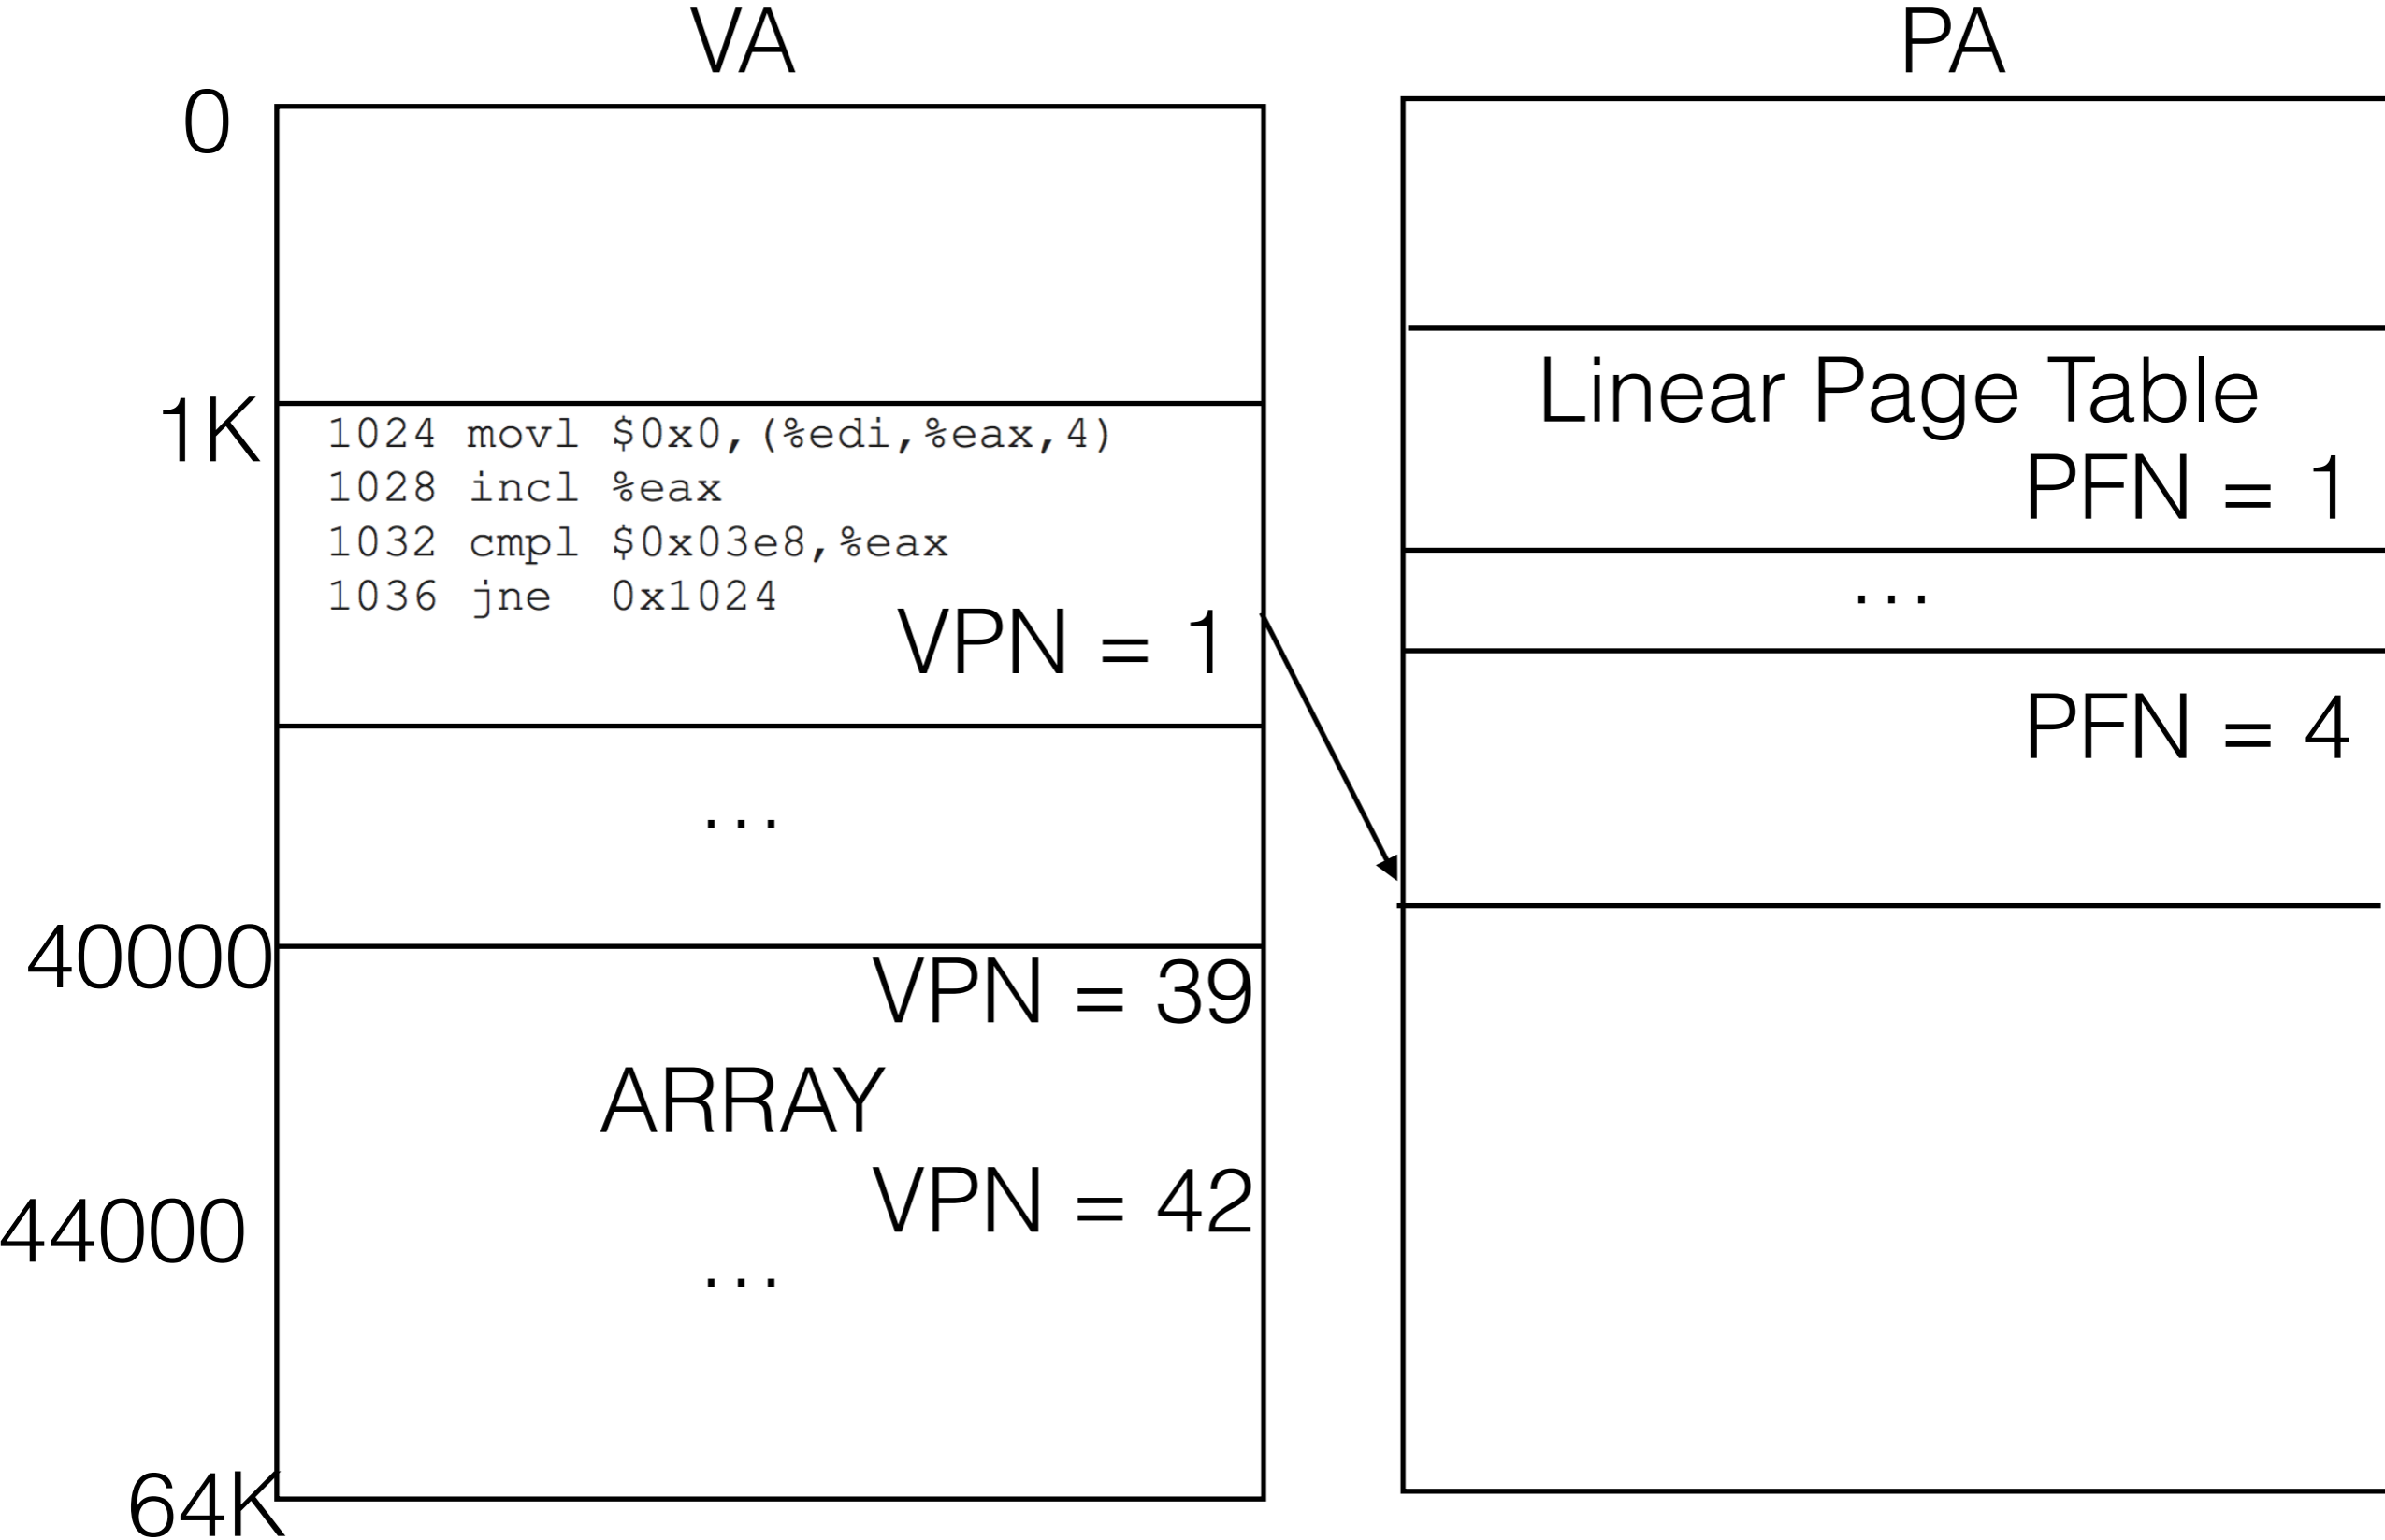 VA
0
1K
1024 movl $0x0,(%edi,%eax,4)
1028 incl %eax
1032 cmpl $0x03e8,%eax
1036 jne 0x1024
VPN = 1
...
40000
VPN = 39
ARRAY
VPN = 42
44000
...
64K
PA
Linear Page Table
PFN = 1
...
PFN = 4